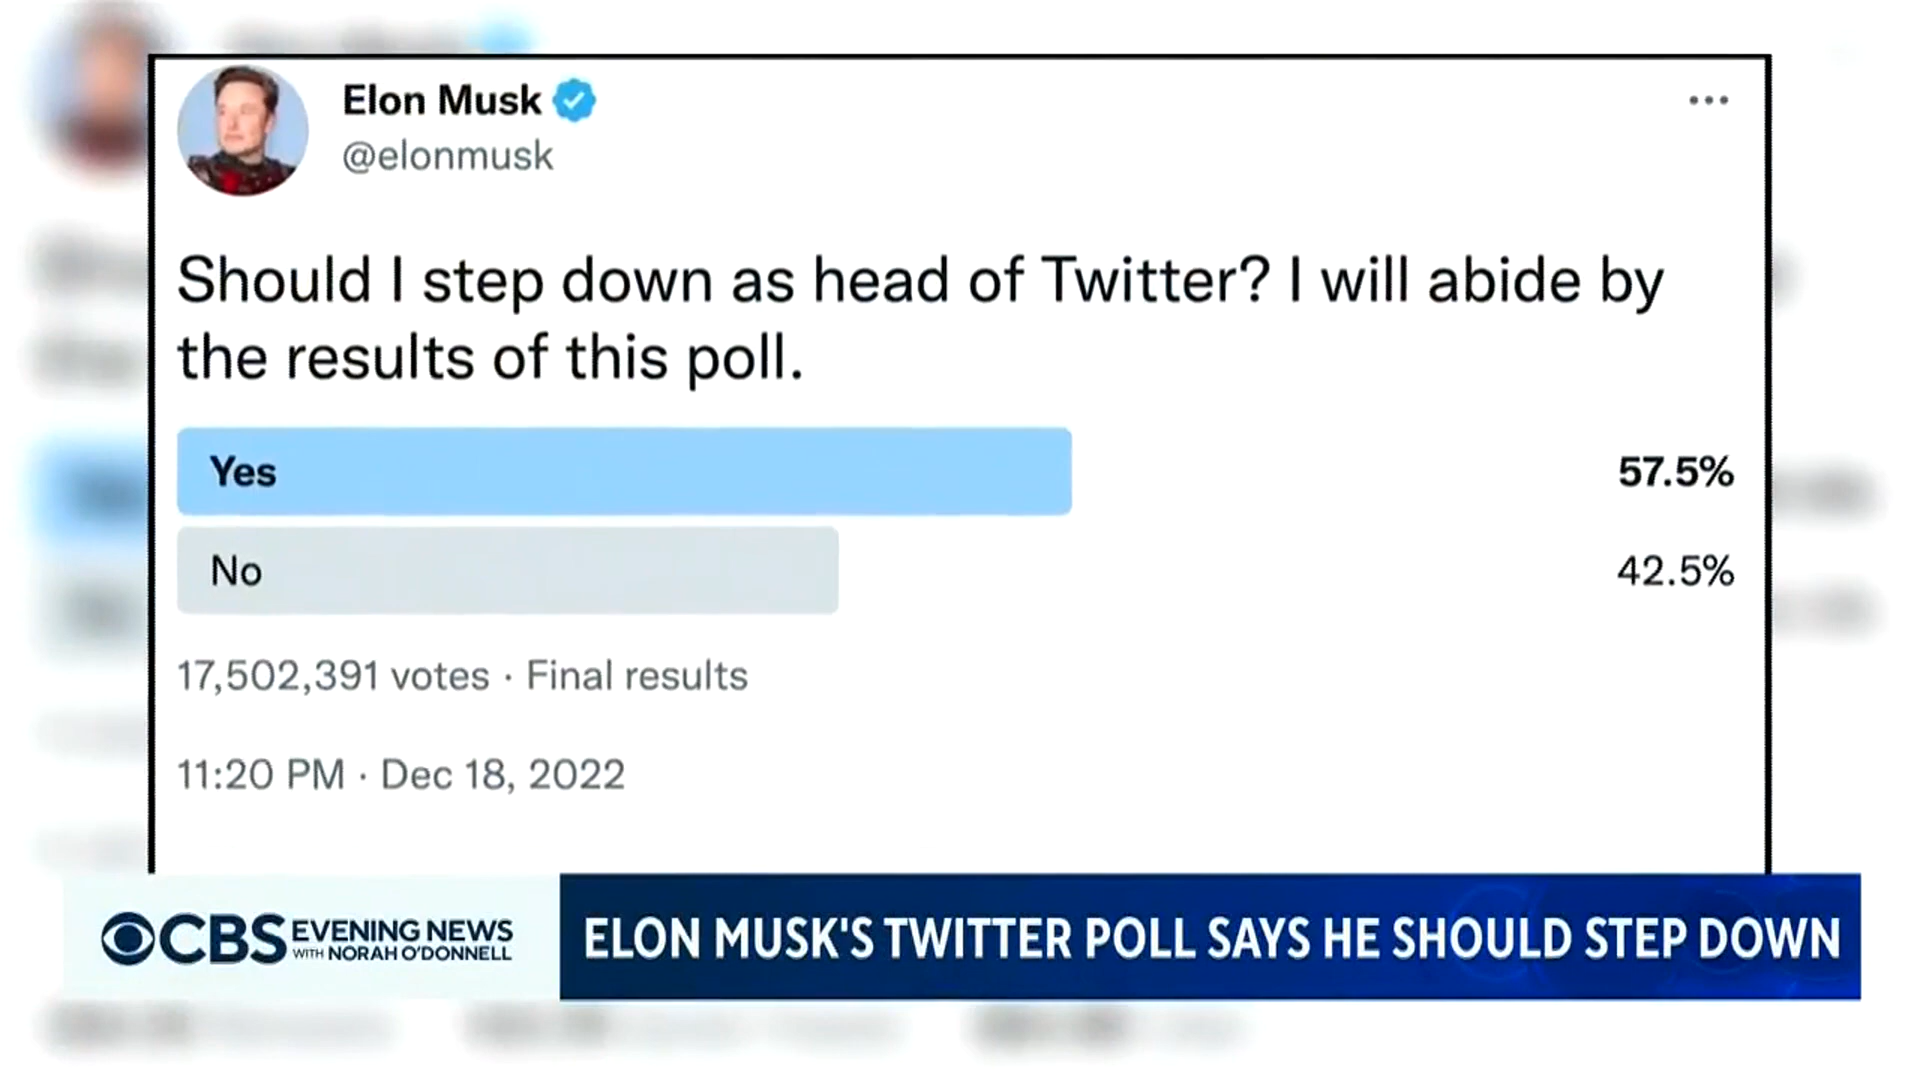 Elon Musk
@elonmusk
Should I step down as head of Twitter? I will abide by
the results of this poll.
Yes 57.5%
No 42.5%
17,502,391 votes · Final results
11:20 PM · Dec 18, 2022
CBS EVENING NEWS
WITH NORAH O'DONNELL
ELON MUSK'S TWITTER POLL SAYS HE SHOULD STEP DOWN